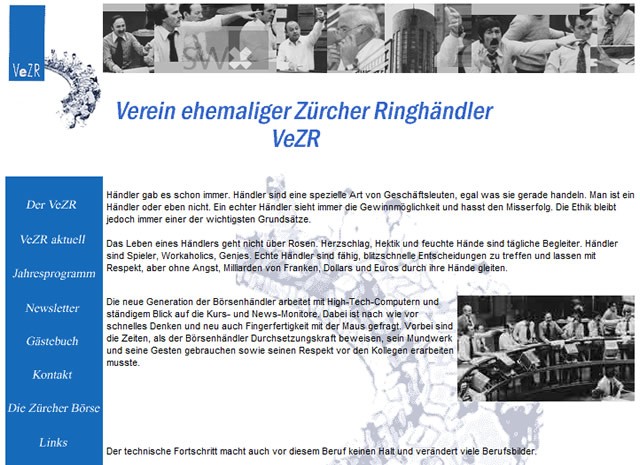 VeZR
SWX
Verein ehemaliger Zürcher Ringhändler
VeZR
Der VeZR
VeZR aktuell
Jahresprogramm
Newsletter
Gästebuch
Kontakt
Die Zürcher Börse
Links
Händler gab es schon immer. Händler sind eine spezielle Art von Geschäftsleuten, egal was sie gerade handeln. Man ist ein
Händler oder eben nicht. Ein echter Händler sieht immer die Gewinnmöglichkeit und hasst den Misserfolg. Die Ethik bleibt
jedoch immer einer der wichtigsten Grundsätze.
Das Leben eines Händlers geht nicht über Rosen. Herzschlag, Hektik und feuchte Hände sind tägliche Begleiter. Händler
sind Spieler, Workaholics, Genies. Echte Händler sind fähig, blitzschnelle Entscheidungen zu treffen und lassen mit
Respekt, aber ohne Angst, Milliarden von Franken, Dollars und Euros durch ihre Hände gleiten.
Die neue Generation der Börsenhändler arbeitet mit High-Tech-Computern und
ständigem Blick auf die Kurs- und News-Monitore. Dabei ist nach wie vor
schnelles Denken und neu auch Fingerfertigkeit mit der Maus gefragt. Vorbei sind
die Zeiten, als der Börsenhändler Durchsetzungskraft beweisen, sein Mundwerk
und seine Gesten gebrauchen sowie seinen Respekt vor den Kollegen erarbeiten
musste.
Der technische Fortschritt macht auch vor diesem Beruf keinen Halt und verändert viele Berufsbilder.